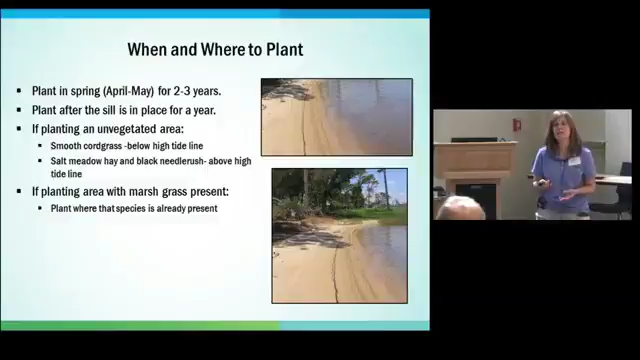 When and Where to Plant
Plant in spring (April-May) for 2-3 years.
Plant after the sill is in place for a year.
If planting an unvegetated area:
Smooth cordgrass -below high tide line
Salt meadow hay and black needlerush- above high
tide line
If planting area with marsh grass present:
Plant where that species is already present